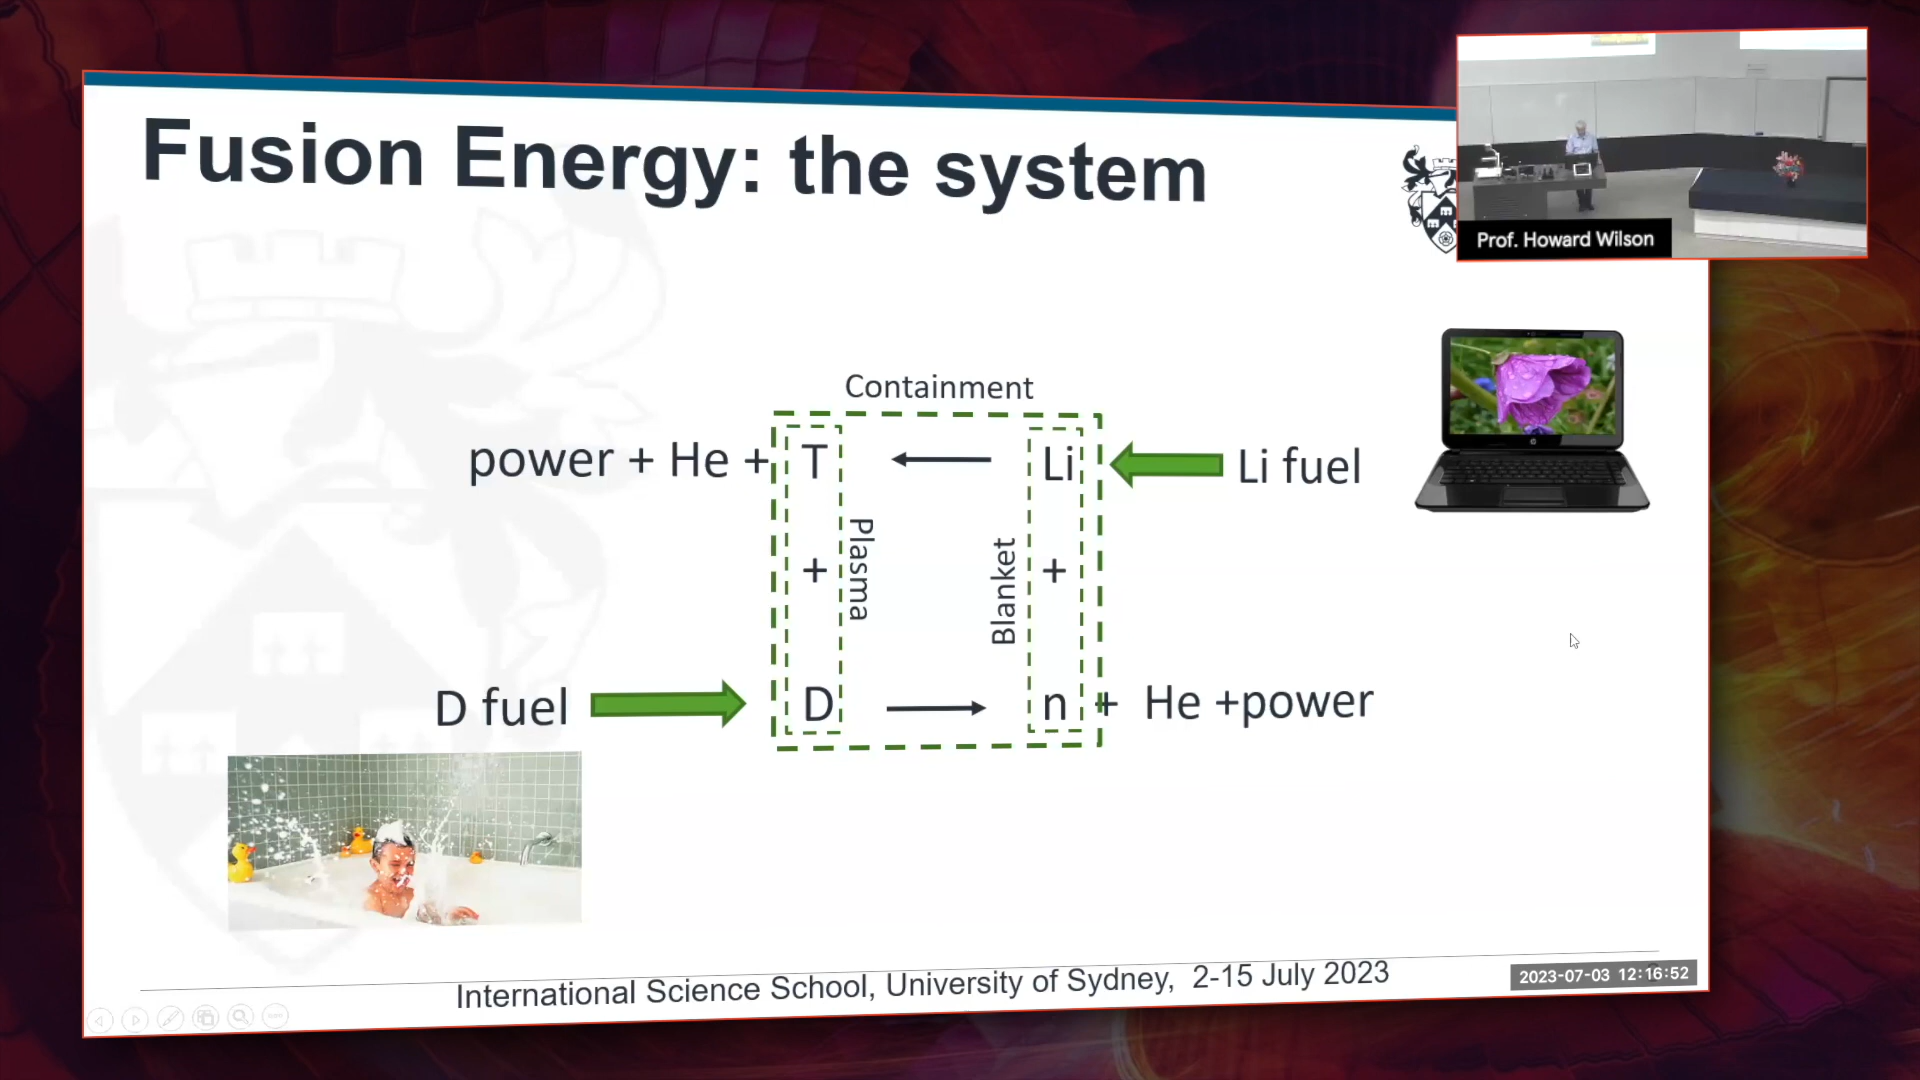 Fusion Energy: the system
Prof. Howard Wilson
Containment
power + He + T Li Li fuel
+ Plasma Blanket +
D fuel D n + He +power
International Science School, University of Sydney, 2-15 July 2023
2023-07-03 12:16:52